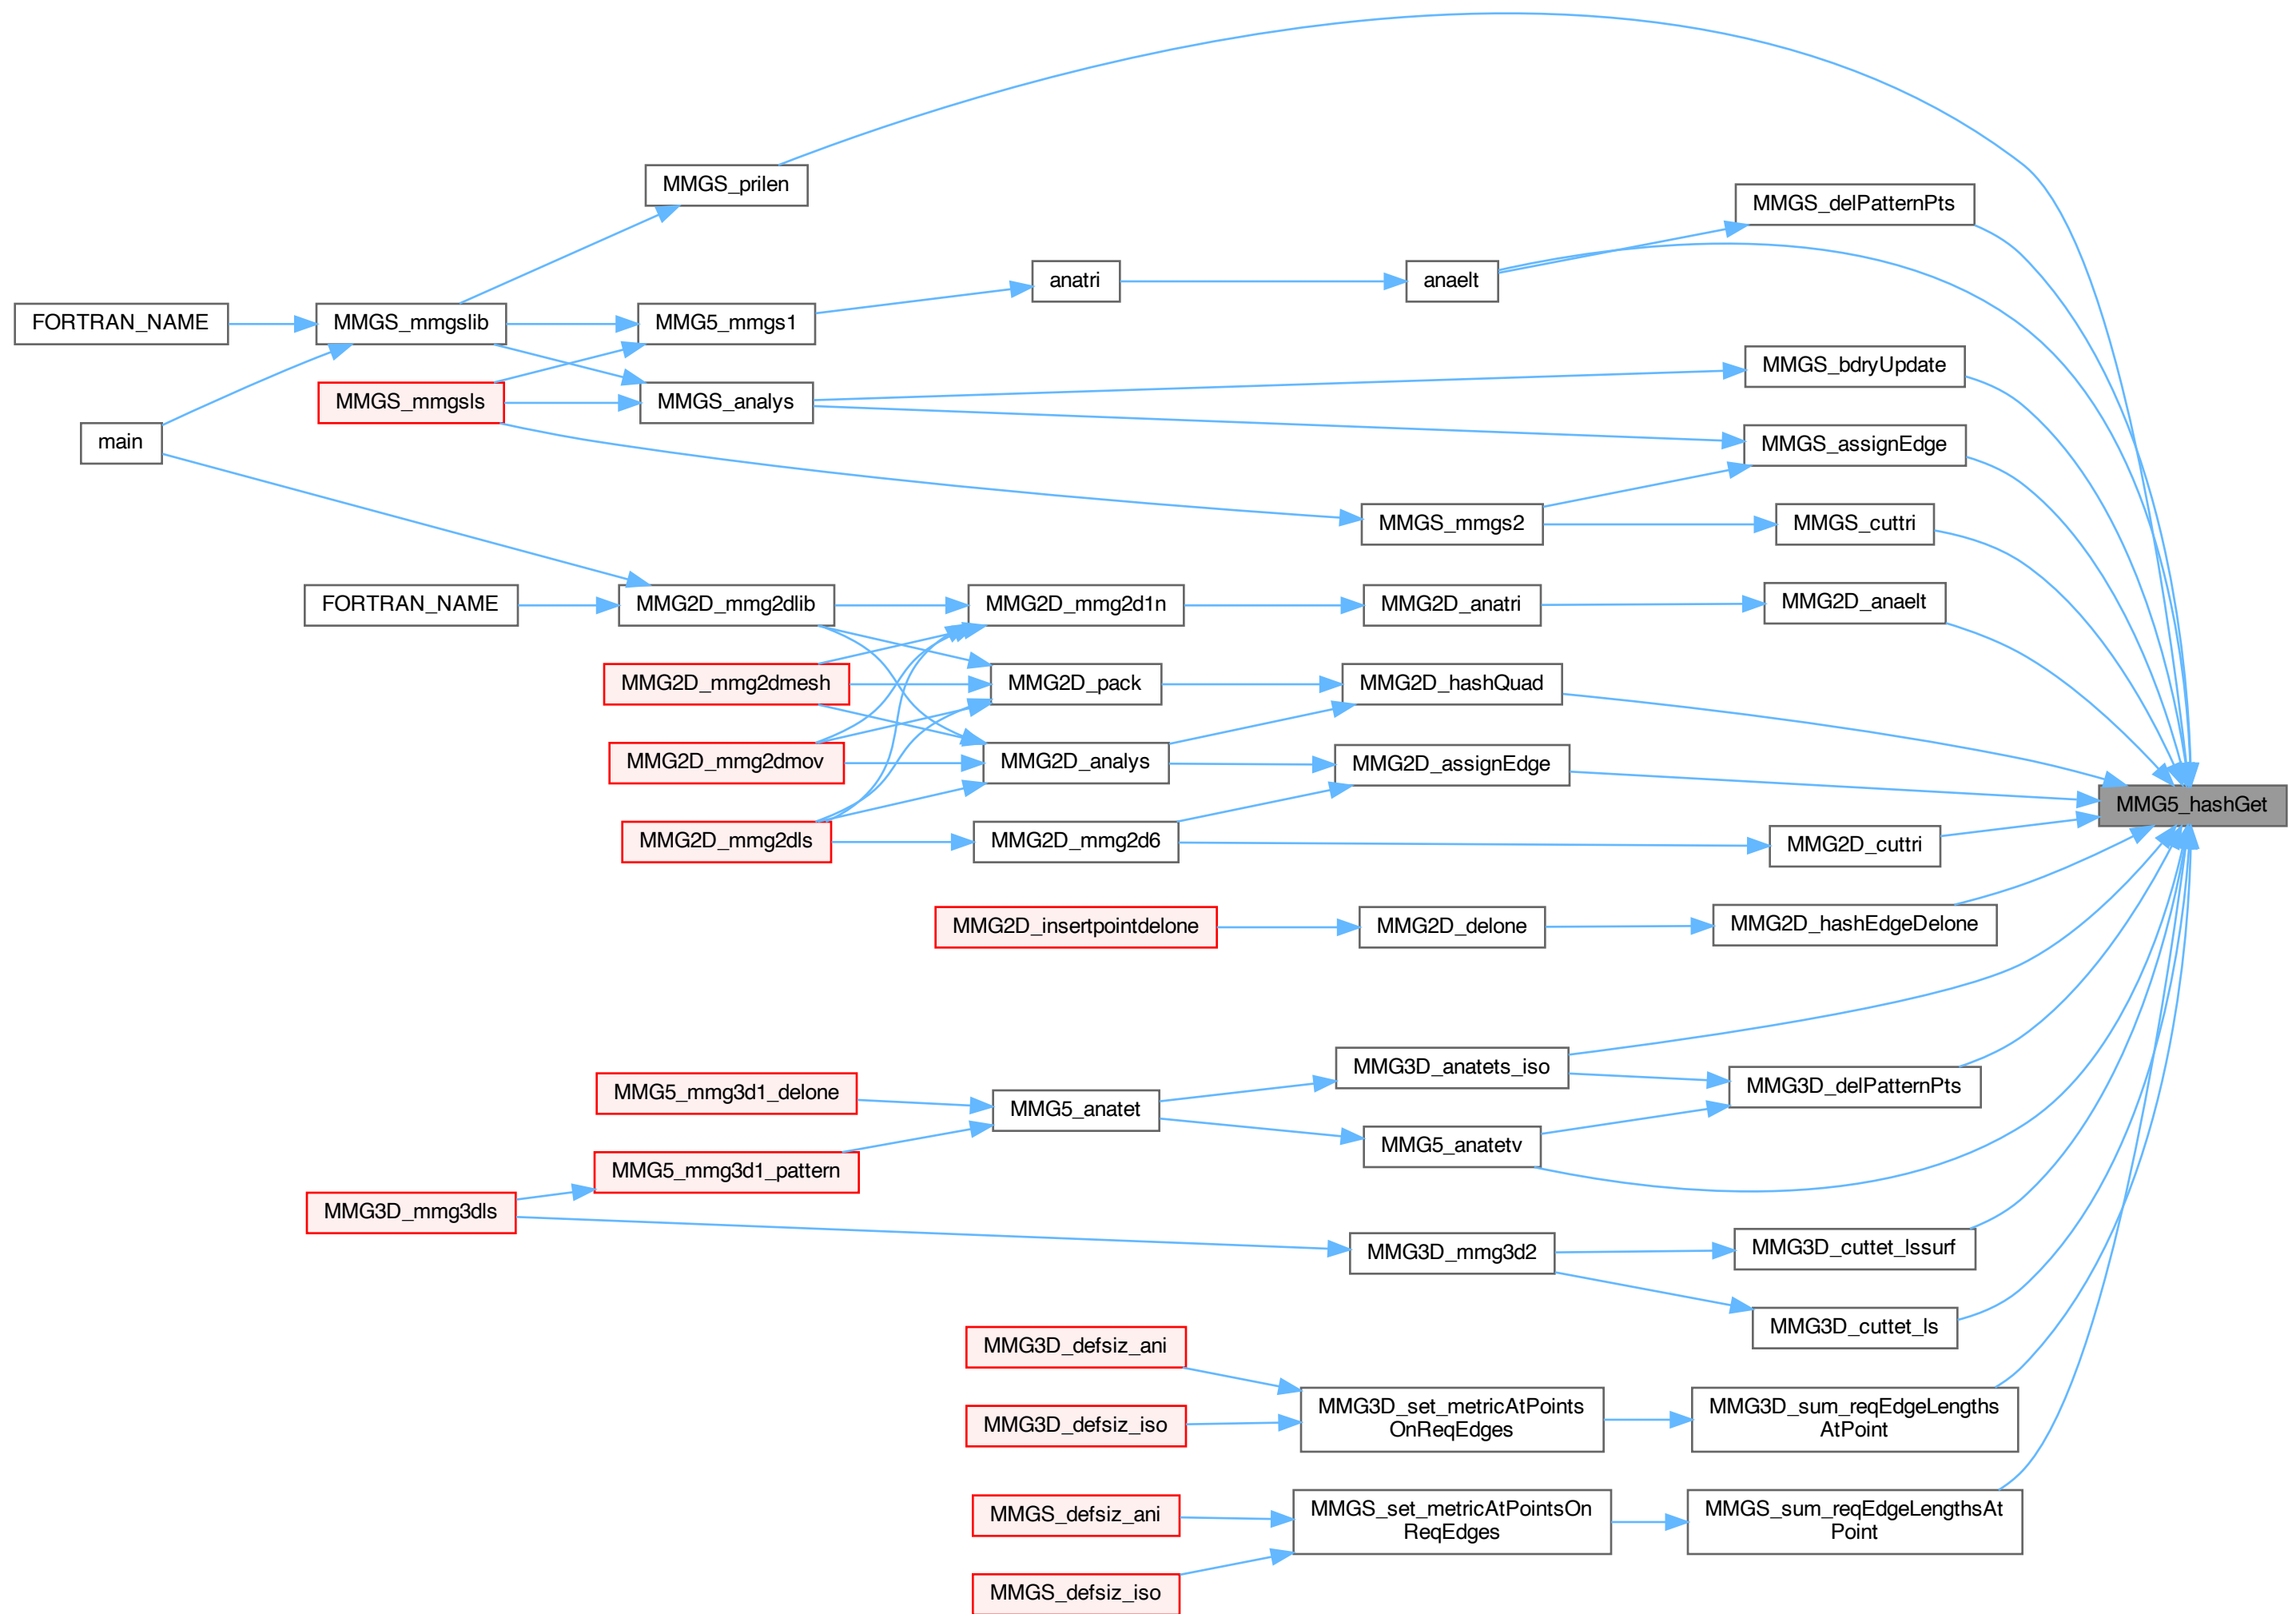 MMGS_prilen
MMGS_delPatternPts
anatri
anaelt
FORTRAN_NAME
MMGS_mmgslib
MMG5_mmgs1
MMGS_bdryUpdate
MMGS_mmgsls
MMGS_analys
main
MMGS_assignEdge
MMGS_mmgs2
MMGS_cuttri
FORTRAN_NAME
MMG2D_mmg2dlib
MMG2D_mmg2d1n
MMG2D_anatri
MMG2D_anaelt
MMG2D_mmg2dmesh
MMG2D_pack
MMG2D_hashQuad
MMG2D_mmg2dmov
MMG2D_analys
MMG2D_assignEdge
MMG5_hashGet
MMG2D_mmg2dls
MMG2D_mmg2d6
MMG2D_cuttri
MMG2D_insertpointdelone
MMG2D_delone
MMG2D_hashEdgeDelone
MMG3D_anatets_iso
MMG5_mmg3d1_delone
MMG5_anatet
MMG3D_delPatternPts
MMG5_anatetv
MMG5_mmg3d1_pattern
MMG3D_mmg3dls
MMG3D_mmg3d2
MMG3D_cuttet_lssurf
MMG3D_cuttet_ls
MMG3D_defsiz_ani
MMG3D_set_metricAtPoints
OnReqEdges
MMG3D_sum_reqEdgeLengths
AtPoint
MMG3D_defsiz_iso
MMGS_defsiz_ani
MMGS_set_metricAtPointsOn
ReqEdges
MMGS_sum_reqEdgeLengthsAt
Point
MMGS_defsiz_iso